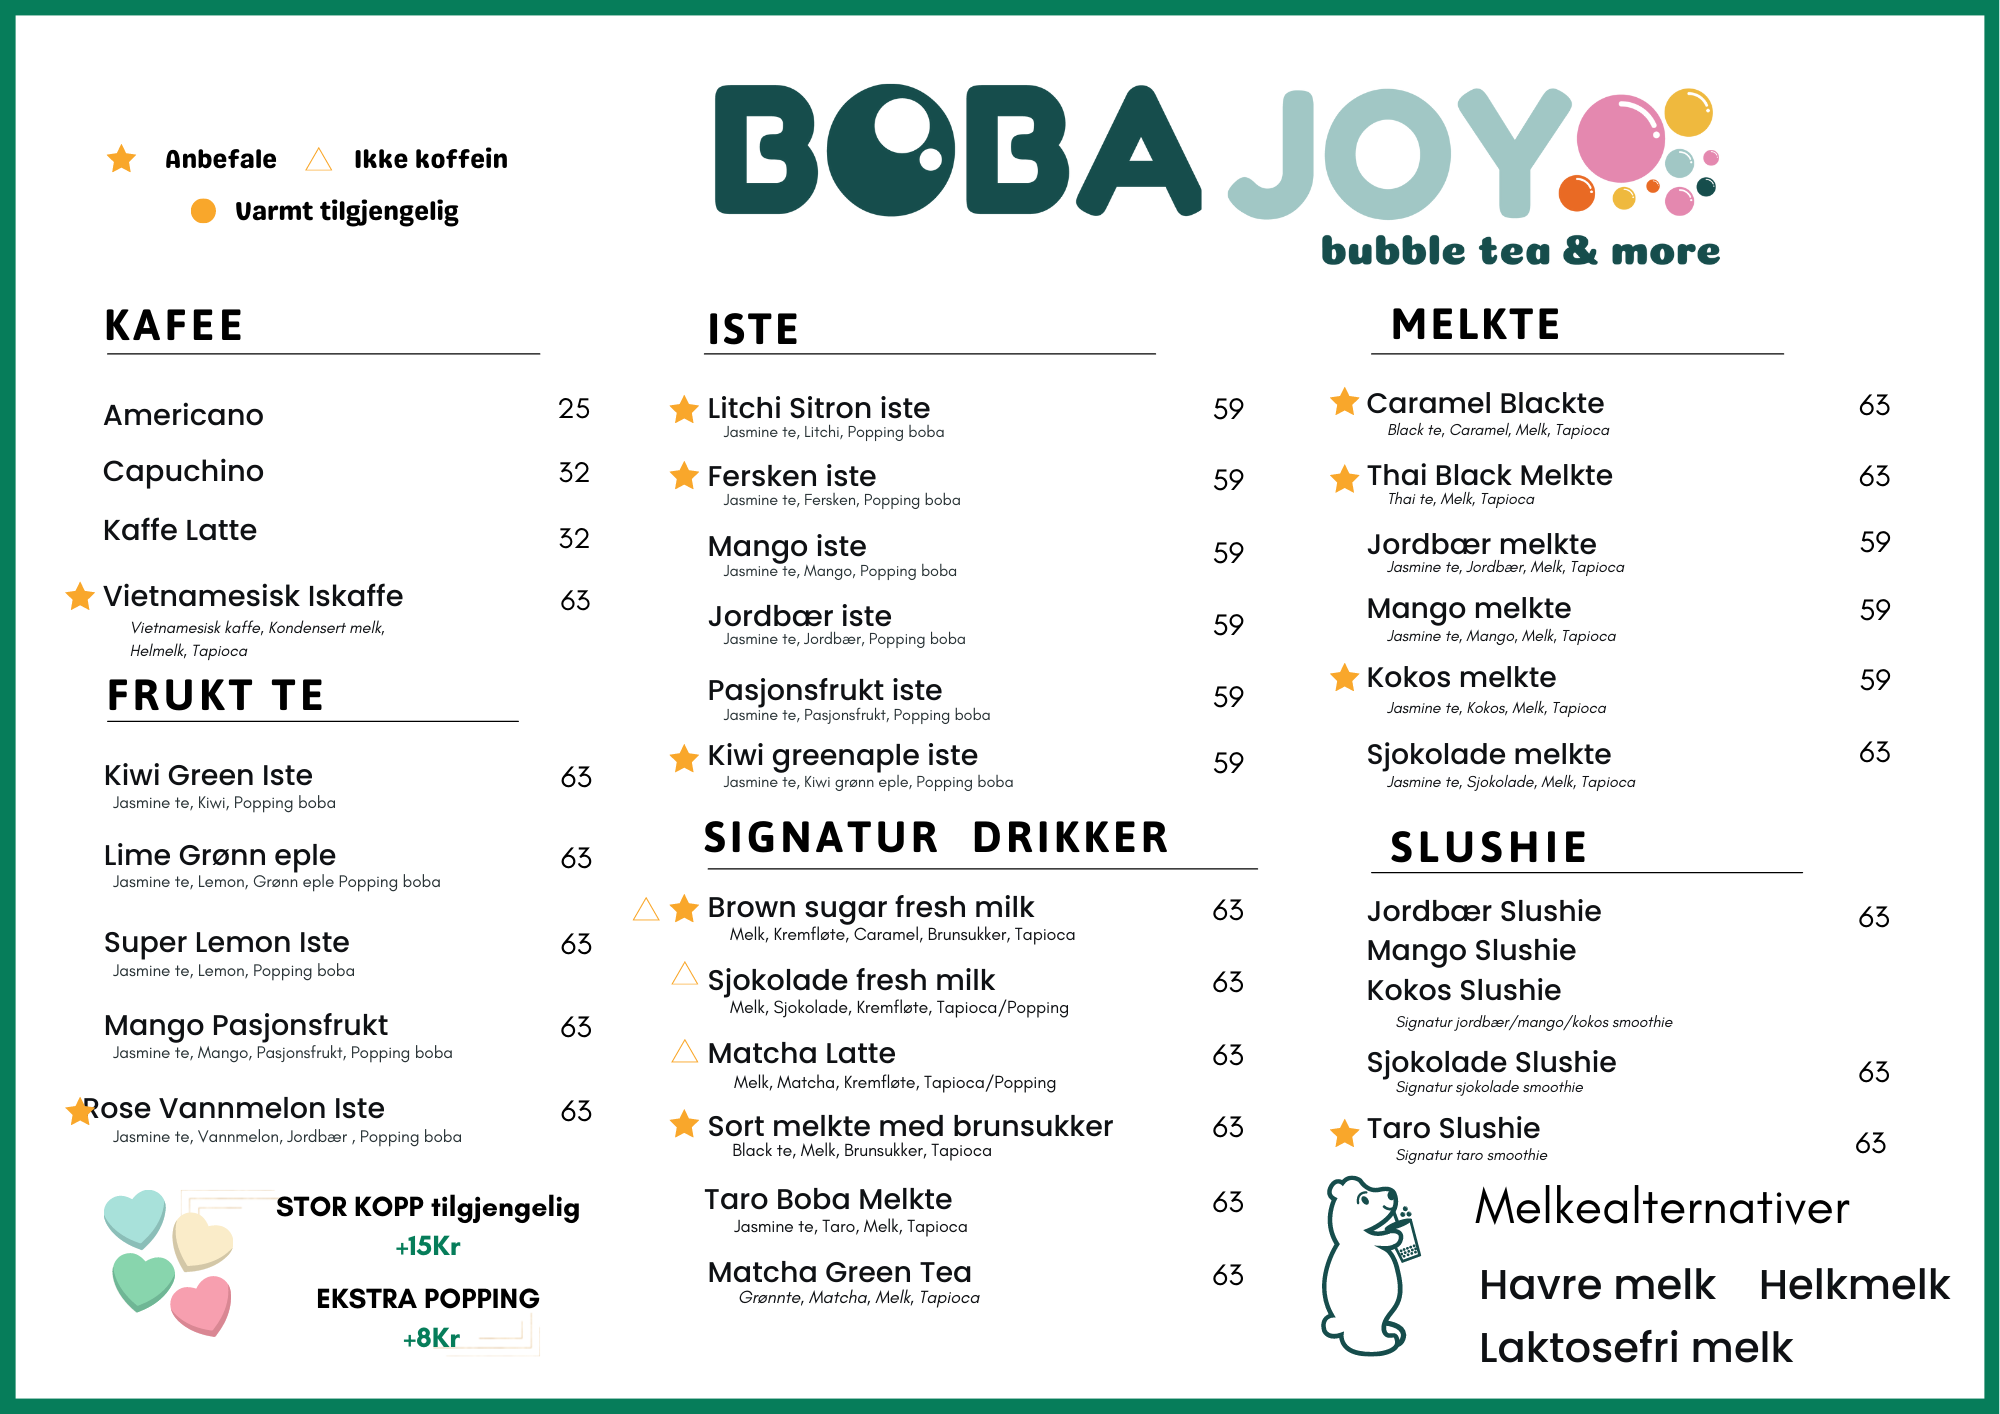 Anbefale
Ikke koffein
Varmt tilgjengelig
BOBA JOY
bubble tea & more
KAFEE
Americano 25
Capuchino 32
Kaffe Latte 32
Vietnamesisk Iskaffe 63
Vietnamesisk kaffe, Kondensert melk,
Helmelk, Tapioca
FRUKT TE
Kiwi Green Iste 63
Jasmine te, Kiwi, Popping boba
Lime Grønn eple 63
Jasmine te, Lemon, Grønn eple Popping boba
Super Lemon Iste 63
Jasmine te, Lemon, Popping boba
Mango Pasjonsfrukt 63
Jasmine te, Mango, Pasjonsfrukt, Popping boba
Rose Vannmelon Iste 63
Jasmine te, Vannmelon, Jordbær , Popping boba
STOR KOPP tilgjengelig
+15Kr
EKSTRA POPPING
+8Kr
ISTE
Litchi Sitron iste 59
Jasmine te, Litchi, Popping boba
Fersken iste 59
Jasmine te, Fersken, Popping boba
Mango iste 59
Jasmine te, Mango, Popping boba
Jordbær iste 59
Jasmine te, Jordbær, Popping boba
Pasjonsfrukt iste 59
Jasmine te, Pasjonsfrukt, Popping boba
Kiwi greenaple iste 59
Jasmine te, Kiwi grønn eple, Popping boba
SIGNATUR DRIKKER
Brown sugar fresh milk 63
Melk, Kremfløte, Caramel, Brunsukker, Tapioca
Sjokolade fresh milk 63
Melk, Sjokolade, Kremfløte, Tapioca/Popping
Matcha Latte 63
Melk, Matcha, Kremfløte, Tapioca/Popping
Sort melkte med brunsukker 63
Black te, Melk, Brunsukker, Tapioca
Taro Boba Melkte 63
Jasmine te, Taro, Melk, Tapioca
Matcha Green Tea 63
Grønnte, Matcha, Melk, Tapioca
MELKTE
Caramel Blackte 63
Black te, Caramel, Melk, Tapioca
Thai Black Melkte 63
Thai te, Melk, Tapioca
Jordbær melkte 59
Jasmine te, Jordbær, Melk, Tapioca
Mango melkte 59
Jasmine te, Mango, Melk, Tapioca
Kokos melkte 59
Jasmine te, Kokos, Melk, Tapioca
Sjokolade melkte 63
Jasmine te, Sjokolade, Melk, Tapioca
SLUSHIE
Jordbær Slushie 63
Mango Slushie
Kokos Slushie
Signatur jordbær/mango/kokos smoothie
Sjokolade Slushie 63
Signatur sjokolade smoothie
Taro Slushie 63
Signatur taro smoothie
Melkealternativer
Havre melk Helkmelk
Laktosefri melk